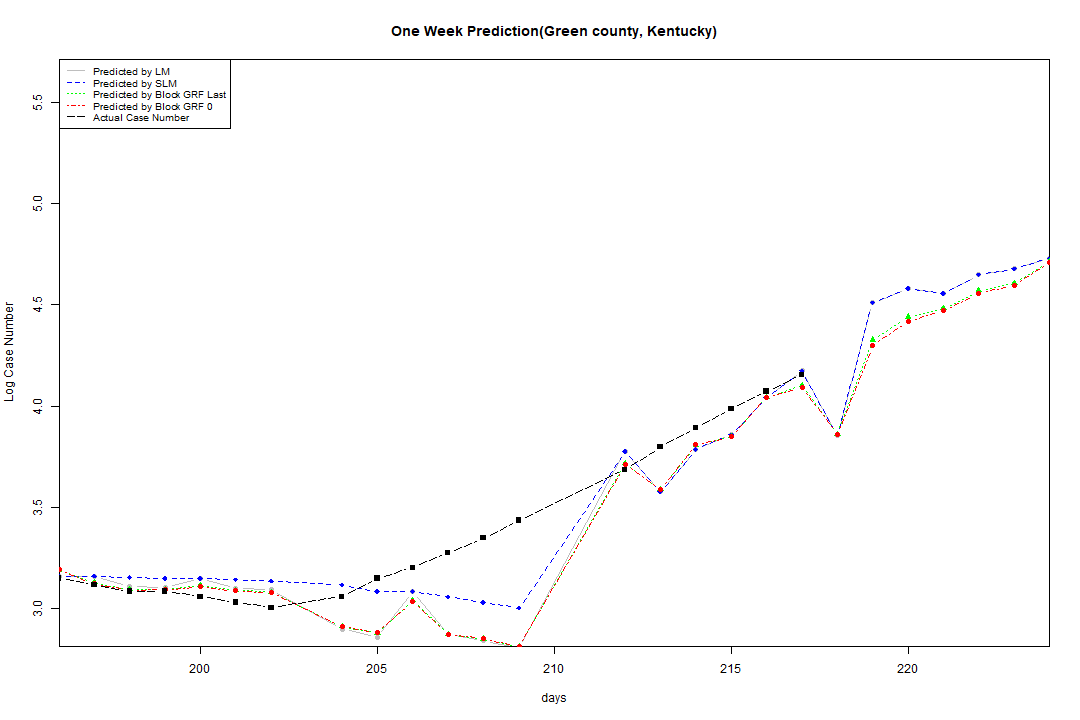 One Week Prediction(Green county, Kentucky)
Predicted by LM
Predicted by SLM
Predicted by Block GRF Last
Predicted by Block GRF 0
Actual Case Number
5.5
5.0
4.5
4.0
3.5
3.0
Log Case Number
200 205 210 215 220
days